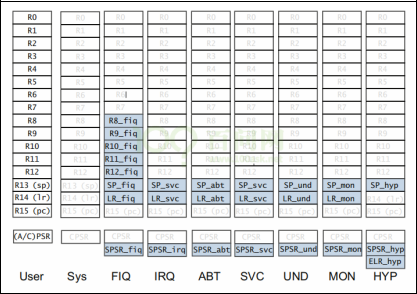 R0 R0 R0 R0 R0 R0 R0 R0 R0
R1 R1 R1 R1 R1 R1 R1 R1 R1
R2 R2 R2 R2 R2 R2 R2 R2 R2
R3 R3 R3 R3 R3 R3 R3 R3 R3
R4 R4 R4 R4 R4 R4 R4 R4 R4
R5 R5 R5 R5 R5 R5 R5 R5 R5
R6 R6 R6 R6 R6 R6 R6 R6 R6
R7 R7 R7 R7 R7 R7 R7 R7 R7
R8 R8 R8_fiq R8 R8 R8 R8 R8 R8
R9 R9 R9_fiq R9 R9 R9 R9 R9 R9
R10 R10 R10_fiq R10 R10 R10 R10 R10 R10
R11 R11 R11_fiq R11 R11 R11 R11 R11 R11
R12 R12 R12_fiq R12 R12 R12 R12 R12 R12
R13 (sp) R13 (sp) SP_fiq SP_svc SP_abt SP_svc SP_und SP_mon SP_hyp
R14 (lr) R14 (lr) LR_fiq LR_svc LR_abt LR_svc LR_und LR_mon R14 (lr)
R15 (pc) R15 (pc) R15 (pc) R15 (pc) R15 (pc) R15 (pc) R15 (pc) R15 (pc) R15 (pc)
(A/C)PSR CPSR CPSR CPSR CPSR CPSR CPSR CPSR CPSR
SPSR_fiq SPSR_irq SPSR_abt SPSR_svc SPSR_und SPSR_mon SPSR_hyp
ELR_hyp
User Sys FIQ IRQ ABT SVC UND MON HYP